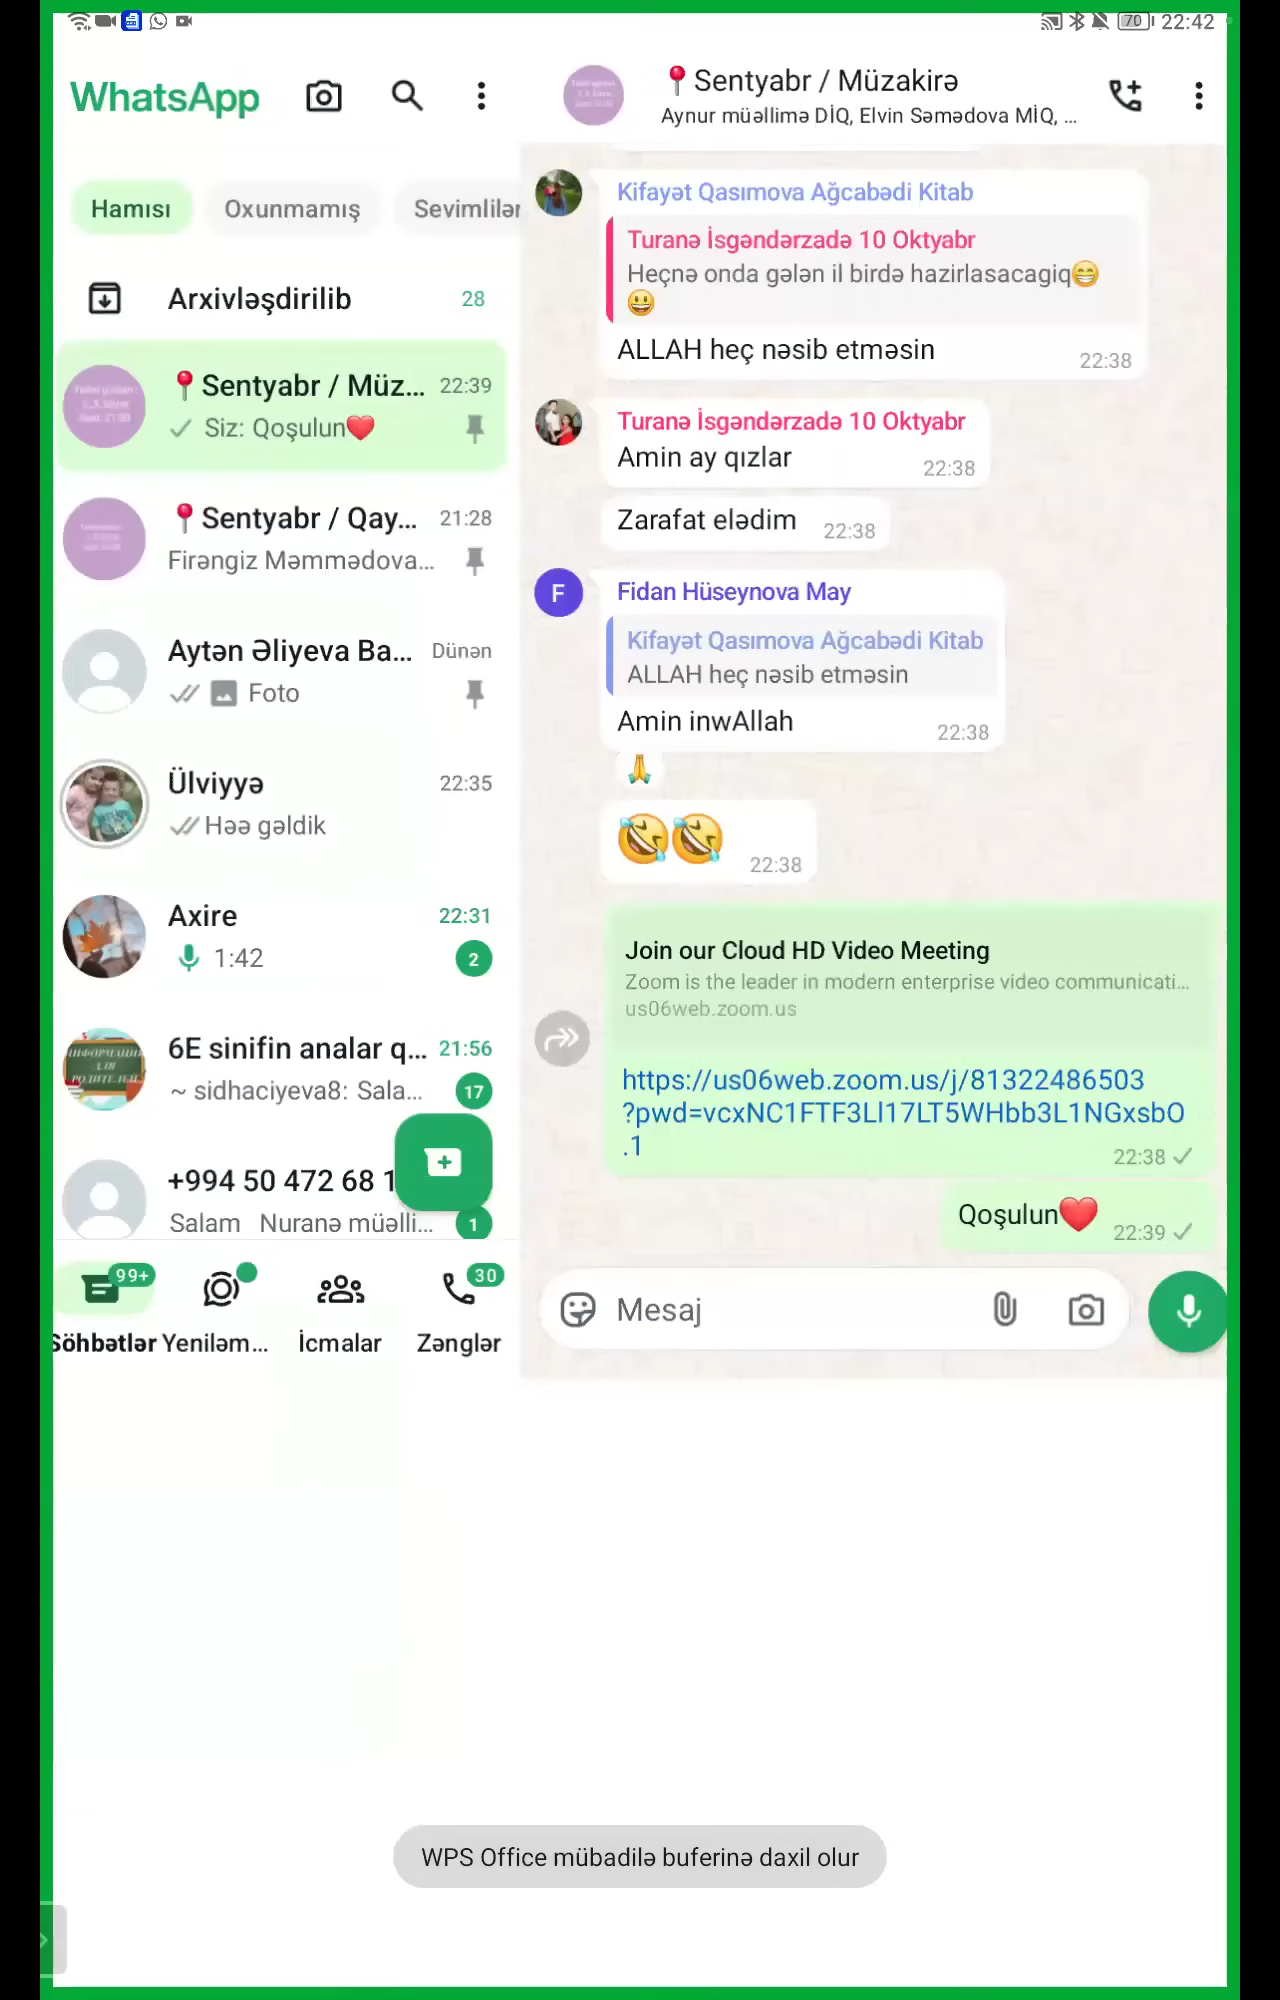 70 22:42
WhatsApp
Hamısı
Oxunmamış
Sevimlilər
Arxivləşdirilib
28
📍Sentyabr / Müz...
22:39
Siz: Qoşulun❤️
📍Sentyabr / Qay...
21:28
Firəngiz Məmmədova...
Aytən Əliyeva Ba...
Dünən
Foto
Ülviyyə
22:35
Həə gəldik
Axire
22:31
1:42
2
6E sinifin analar q...
21:56
~ sidhaciyeva8: Sala...
17
+994 50 472 68 1
Salam Nuranə müəlli...
1
99+
30
Söhbətlər
Yeniləm...
İcmalar
Zənglər
📍Sentyabr / Müzakirə
Aynur müəllimə DİQ, Elvin Səmədova MİQ, ...
Kifayət Qasımova Ağcabədi Kitab
Turanə İsgəndərzadə 10 Oktyabr
Heçnə onda gələn il birdə hazirlasacagiq😁
😃
ALLAH heç nəsib etməsin
22:38
Turanə İsgəndərzadə 10 Oktyabr
Amin ay qızlar
22:38
Zarafat elədim
22:38
F
Fidan Hüseynova May
Kifayət Qasımova Ağcabədi Kitab
ALLAH heç nəsib etməsin
Amin inwAllah
22:38
🙏
🤣🤣
22:38
Join our Cloud HD Video Meeting
Zoom is the leader in modern enterprise video communicati...
us06web.zoom.us
https://us06web.zoom.us/j/81322486503
?pwd=vcxNC1FTF3Ll17LT5WHbb3L1NGxsbO
.1
22:38
Qoşulun❤️
22:39
Mesaj
WPS Office mübadilə buferinə daxil olur